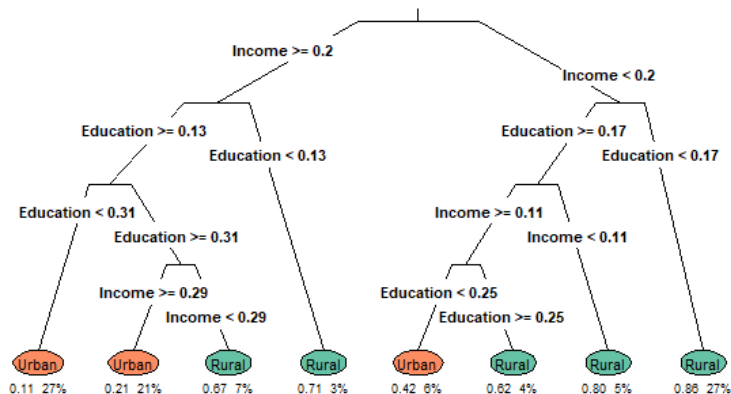 Income >= 0.2
Income < 0.2
Education >= 0.13
Education >= 0.17
Education < 0.13
Education < 0.17
Education < 0.31
Income >= 0.11
Education >= 0.31
Income < 0.11
Income >= 0.29
Education < 0.25
Income < 0.29
Education >= 0.25
Urban Urban Rural Rural Urban Rural Rural Rural
0.11 27% 0.21 21% 0.67 7% 0.71 3% 0.42 6% 0.62 4% 0.80 5% 0.86 27%